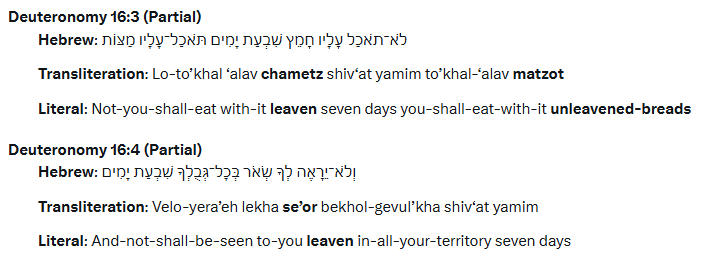 Deuteronomy 16:3 (Partial)
Hebrew: לֹא־תֹאכַל עָלָיו חָמֵץ שִׁבְעַת יָמִים תֹּאכַל־עָלָיו מַצּוֹת
Transliteration: Lo-to’khal ‘alav chametz shiv‘at yamim to’khal-‘alav matzot
Literal: Not-you-shall-eat with-it leaven seven days you-shall-eat-with-it unleavened-breads
Deuteronomy 16:4 (Partial)
Hebrew: וְלֹא־יֵרָאֶה לְךָ שְׂאֹר בְּכָל־גְּבֻלְךָ שִׁבְעַת יָמִים
Transliteration: Velo-yera’eh lekha se’or bekhol-gevul’kha shiv‘at yamim
Literal: And-not-shall-be-seen to-you leaven in-all-your-territory seven days